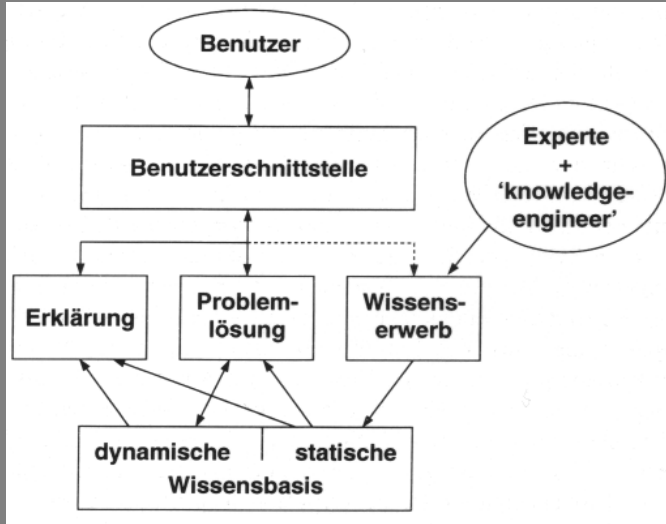 Benutzer
Benutzerschnittstelle
Experte
+
‘knowledge-
engineer’
Erklärung
Problem-
lösung
Wissens-
erwerb
dynamische
statische
Wissensbasis